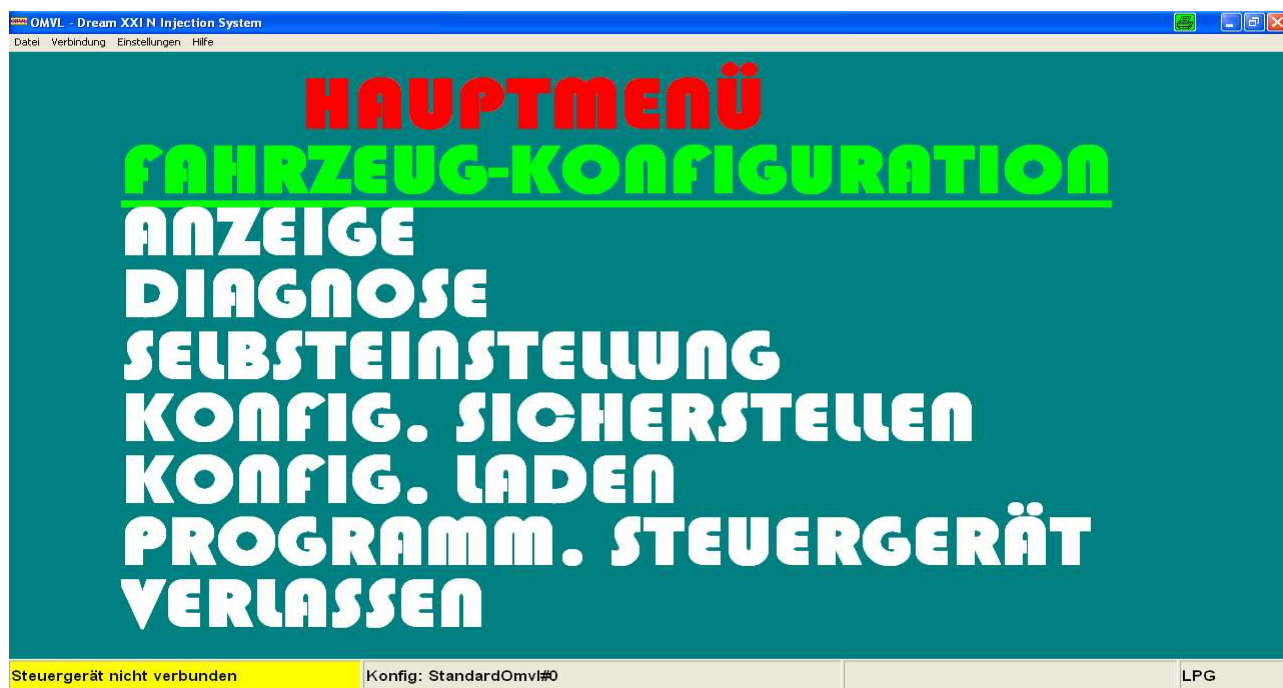 OMVL OMVL - Dream XXI N Injection System
Datei Verbindung Einstellungen Hilfe
HAUPTMENÜ
FAHRZEUG-KONFIGURATION
ANZEIGE
DIAGNOSE
SELBSTEINSTELLUNG
KONFIG. SICHERSTELLEN
KONFIG. LADEN
PROGRAMM. STEUERGERÄT
VERLASSEN
Steuergerät nicht verbunden Konfig: StandardOmvl#0 LPG